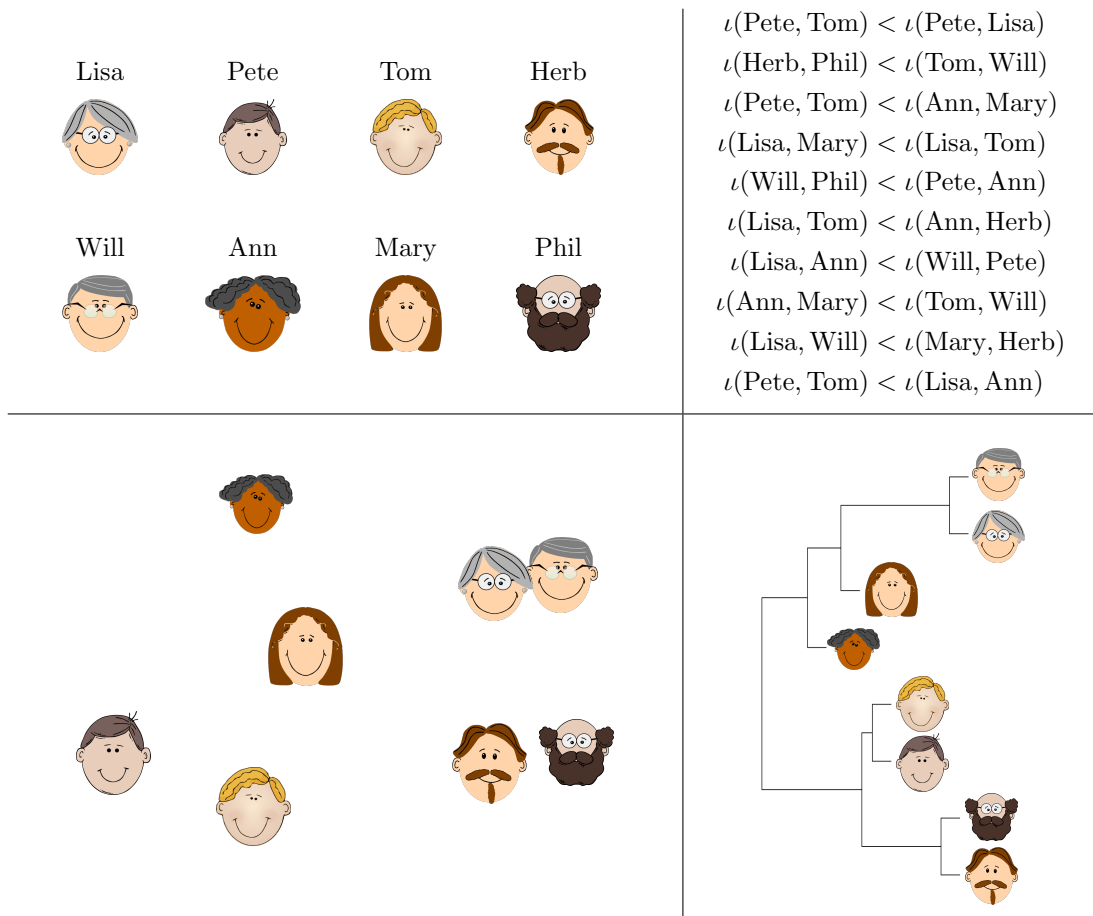 Lisa Pete Tom Herb
Will Ann Mary Phil
ι(Pete, Tom) < ι(Pete, Lisa)
ι(Herb, Phil) < ι(Tom, Will)
ι(Pete, Tom) < ι(Ann, Mary)
ι(Lisa, Mary) < ι(Lisa, Tom)
ι(Will, Phil) < ι(Pete, Ann)
ι(Lisa, Tom) < ι(Ann, Herb)
ι(Lisa, Ann) < ι(Will, Pete)
ι(Ann, Mary) < ι(Tom, Will)
ι(Lisa, Will) < ι(Mary, Herb)
ι(Pete, Tom) < ι(Lisa, Ann)